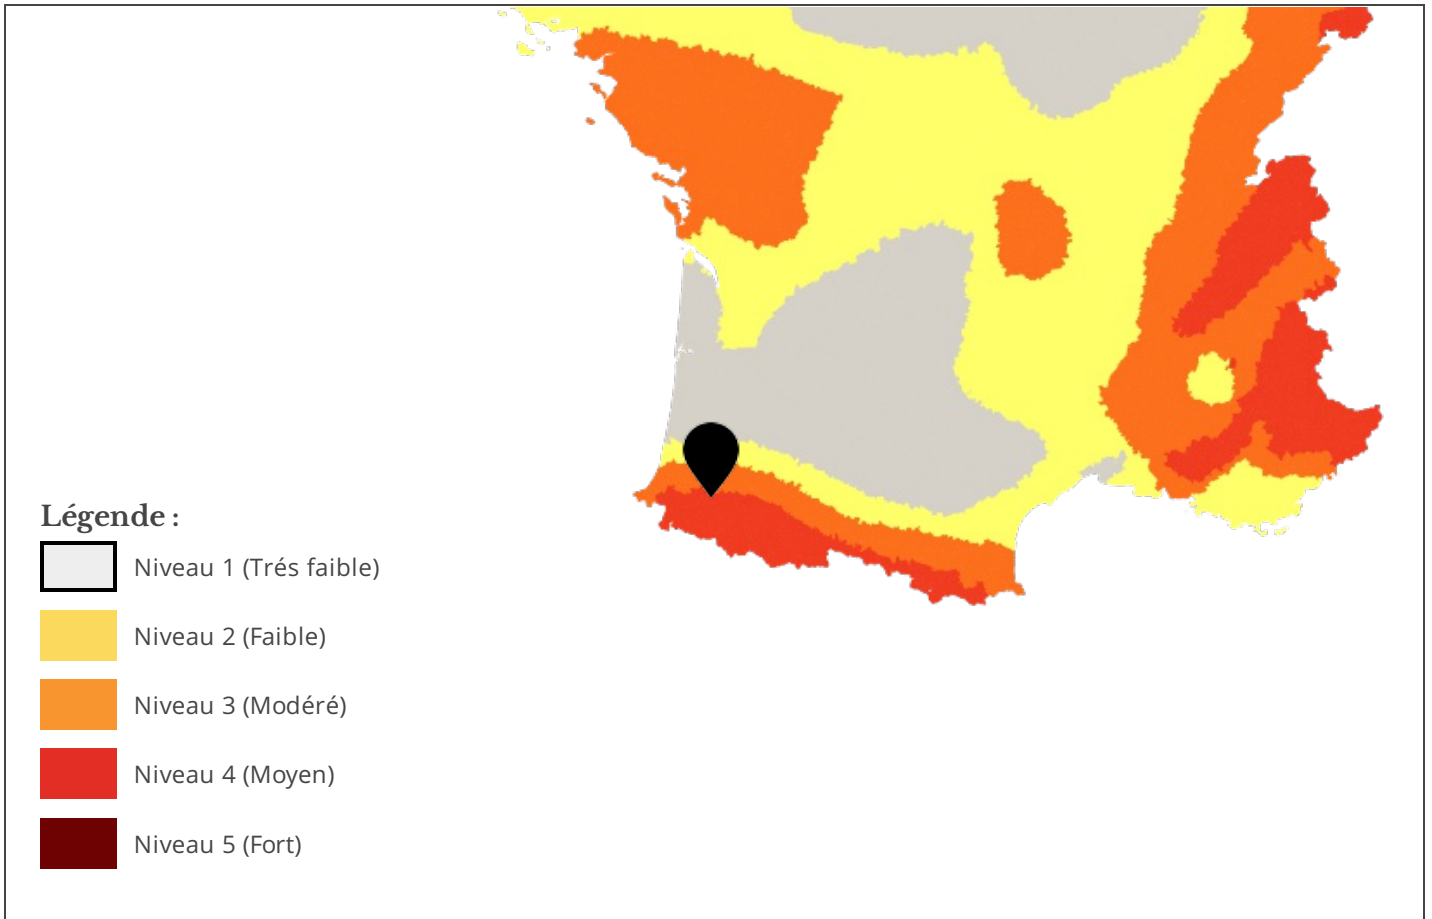 Légende :
Niveau 1 (Trés faible)
Niveau 2 (Faible)
Niveau 3 (Modéré)
Niveau 4 (Moyen)
Niveau 5 (Fort)